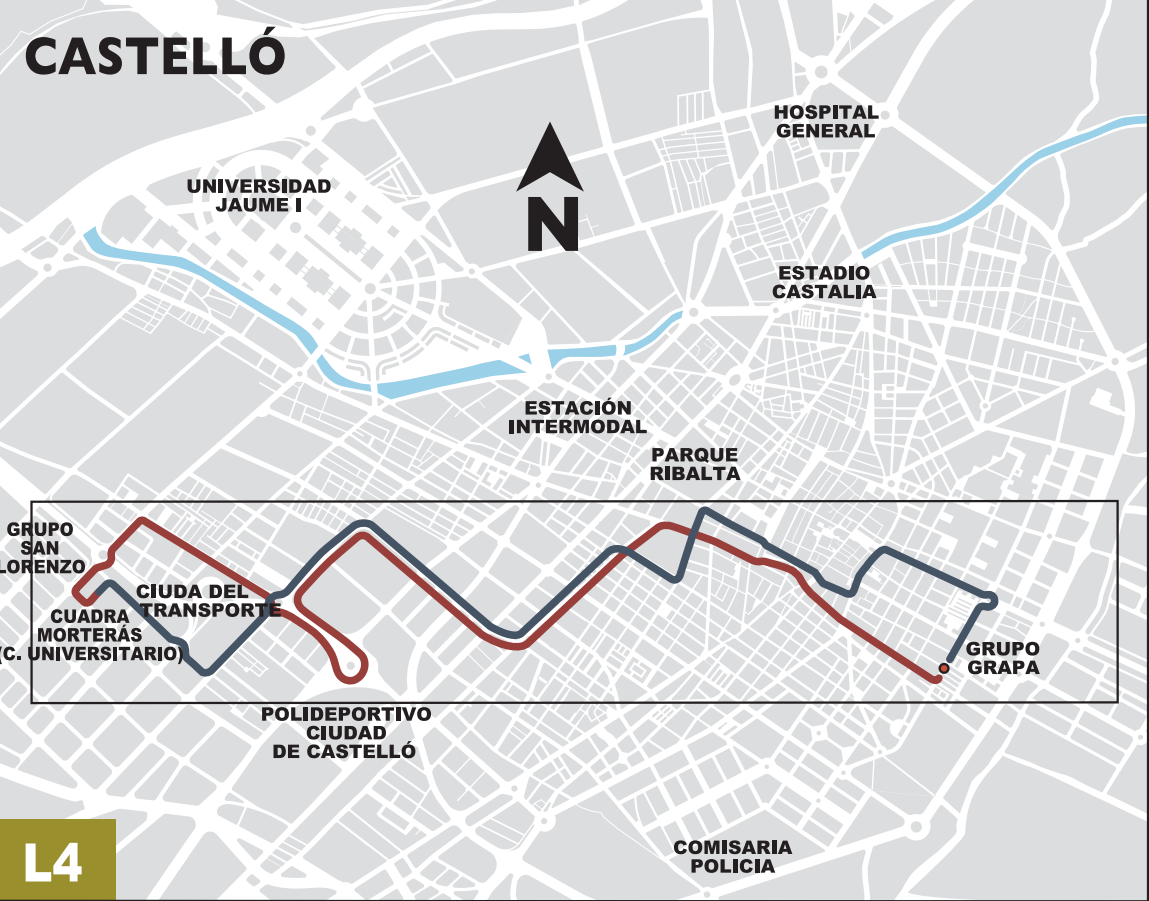 CASTELLÓ
HOSPITAL
GENERAL
UNIVERSIDAD
JAUME I
N
ESTADIO
CASTALIA
ESTACIÓN
INTERMODAL
PARQUE
RIBALTA
GRUPO
SAN
LORENZO
CIUDA DEL
TRANSPORTE
CUADRA
MORTERÁS
(C. UNIVERSITARIO)
GRUPO
GRAPA
POLIDEPORTIVO
CIUDAD
DE CASTELLÓ
COMISARIA
POLICIA
L4